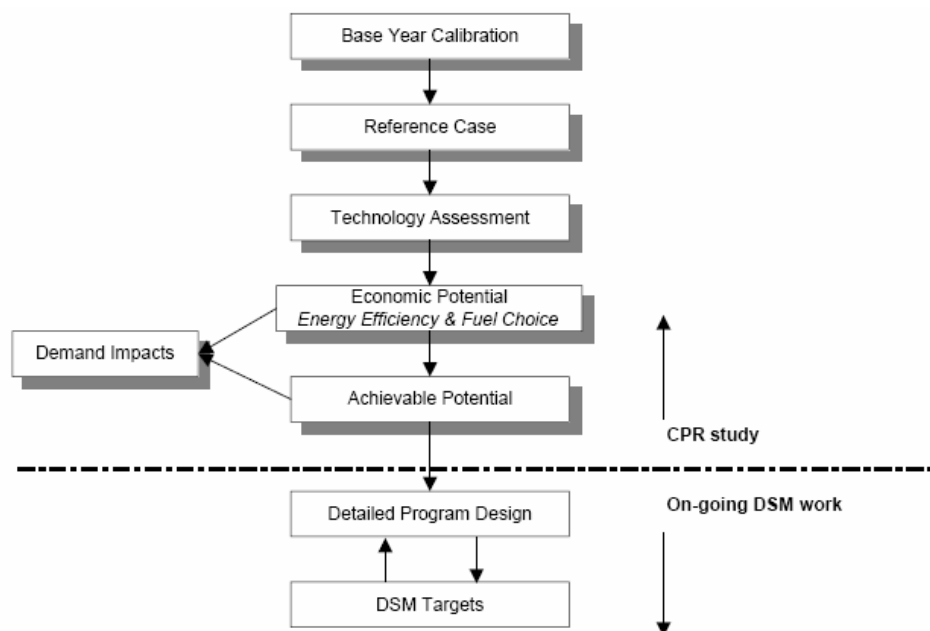 Base Year Calibration
Reference Case
Technology Assessment
Economic Potential
Energy Efficiency & Fuel Choice
Demand Impacts
Achievable Potential
CPR study
Detailed Program Design
On-going DSM work
DSM Targets